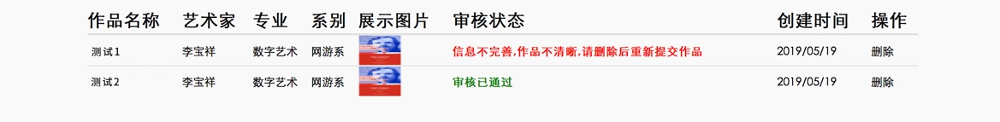 作品名称 艺术家 专业 系别 展示图片 审核状态 创建时间 操作
测试1 李宝祥 数字艺术 网游系 信息不完善,作品不清晰,请删除后重新提交作品 2019/05/19 删除
测试2 李宝祥 数字艺术 网游系 审核已通过 2019/05/19 删除